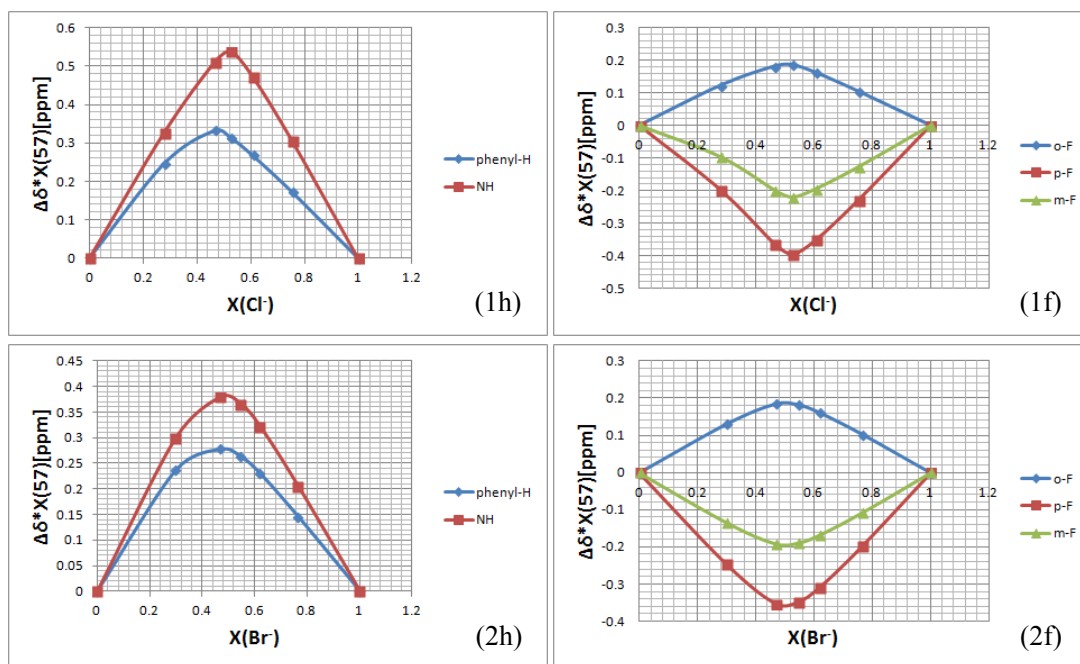 Δδ*X(57)[ppm]
0.6
0.5
0.4
0.3
0.2
0.1
0
0 0.2 0.4 0.6 0.8 1 1.2
X(Cl-)
phenyl-H
NH
(1h)
Δδ*X(57)[ppm]
0.3
0.2
0.1
0
-0.1
-0.2
-0.3
-0.4
-0.5
0 0.2 0.4 0.6 0.8 1 1.2
X(Cl-)
o-F
p-F
m-F
(1f)
Δδ*X(57)[ppm]
0.45
0.4
0.35
0.3
0.25
0.2
0.15
0.1
0.05
0
0 0.2 0.4 0.6 0.8 1 1.2
X(Br-)
phenyl-H
NH
(2h)
Δδ*X(57)[ppm]
0.3
0.2
0.1
0
-0.1
-0.2
-0.3
-0.4
0 0.2 0.4 0.6 0.8 1 1.2
X(Br-)
o-F
p-F
m-F
(2f)